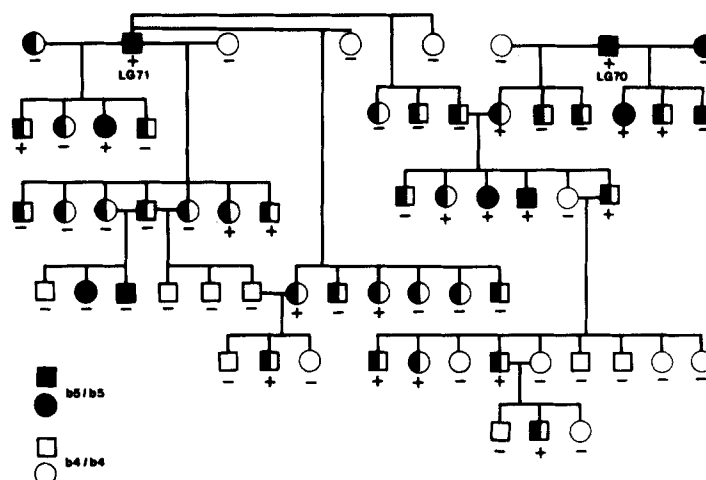 − + − − − − + −
LG71 LG70
− − − + − − + + −
+ − + −
− + + + − +
− − − − − + +
− − − − − − + − + − − −
− + − + + − + − − − − −
b5/b5
− + −
b4/b4